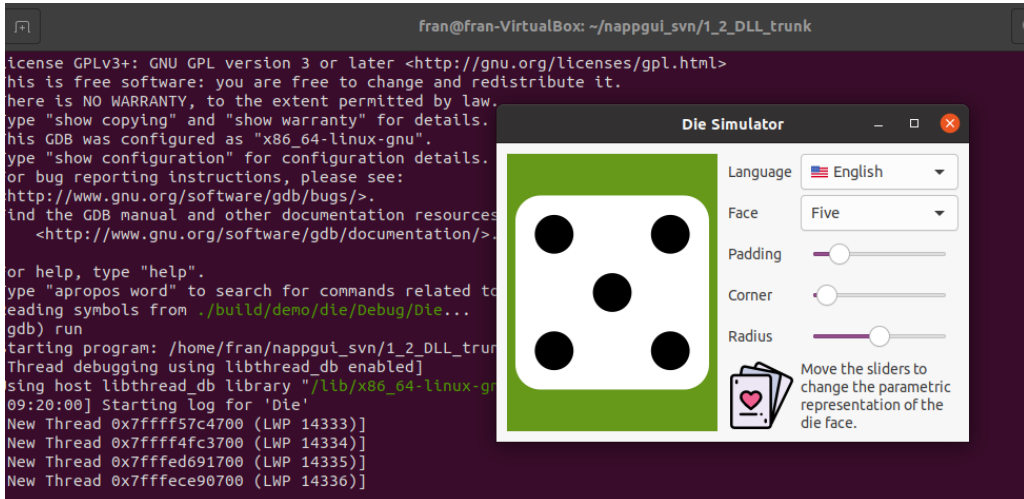 fran@fran-VirtualBox: ~/nappgui_svn/1_2_DLL_trunk
icense GPLv3+: GNU GPL version 3 or later <http://gnu.org/licenses/gpl.html>
his is free software: you are free to change and redistribute it.
here is NO WARRANTY, to the extent permitted by law.
ype "show copying" and "show warranty" for details.
his GDB was configured as "x86_64-linux-gnu".
ype "show configuration" for configuration details.
or bug reporting instructions, please see:
http://www.gnu.org/software/gdb/bugs/>.
ind the GDB manual and other documentation resources
<http://www.gnu.org/software/gdb/documentation/>.
or help, type "help".
ype "apropos word" to search for commands related to
eading symbols from ./build/demo/die/Debug/Die...
gdb) run
tarting program: /home/fran/nappgui_svn/1_2_DLL_trun
Thread debugging using libthread_db enabled]
sing host libthread_db library "/lib/x86_64-linux-gn
09:20:00] Starting log for 'Die'
New Thread 0x7ffff57c4700 (LWP 14333)]
New Thread 0x7ffff4fc3700 (LWP 14334)]
New Thread 0x7fffed691700 (LWP 14335)]
New Thread 0x7fffece90700 (LWP 14336)]
Die Simulator
Language English
Face Five
Padding
Corner
Radius
Move the sliders to
change the parametric
representation of the
die face.